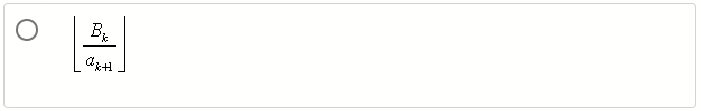 ⌊B_k / a_{k+1}⌋